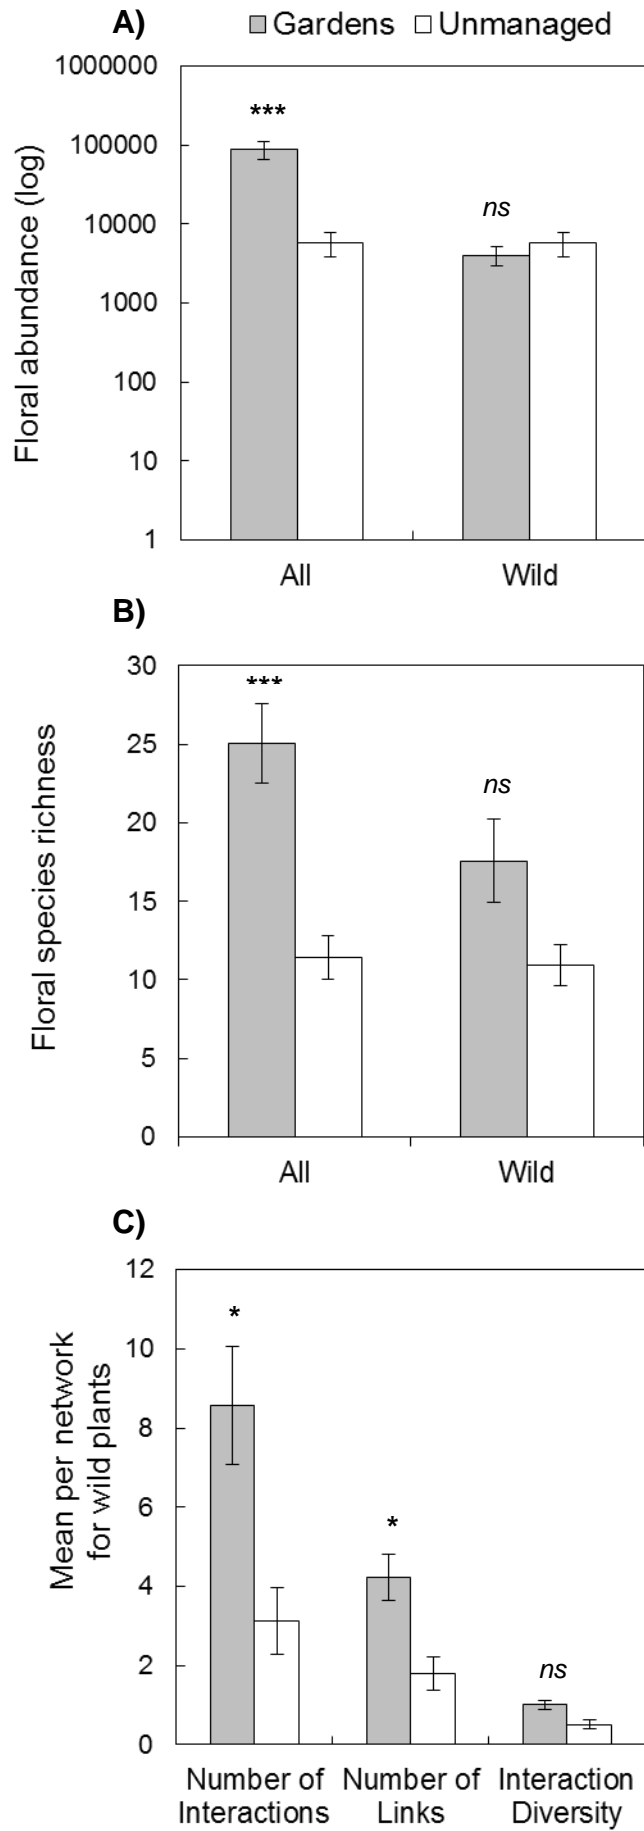 A)
Gardens Unmanaged
1000000
100000
10000
1000
100
10
1
Floral abundance (log)
***
ns
All Wild
B)
30
25
20
15
10
5
0
Floral species richness
***
ns
All Wild
C)
12
10
8
6
4
2
0
Mean per network
for wild plants
*
*
ns
Number of Number of Interaction
Interactions Links Diversity